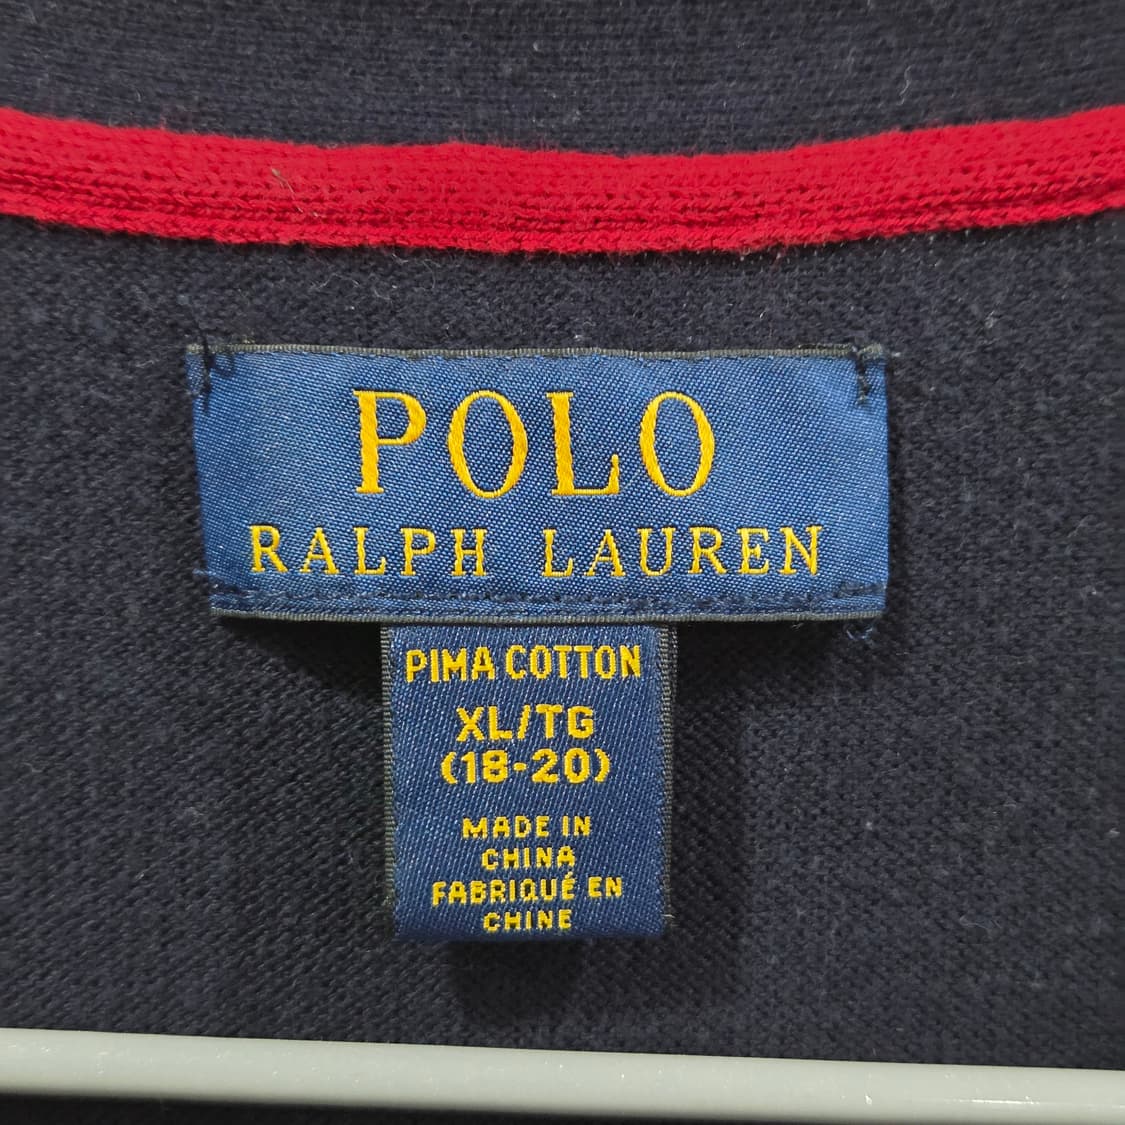 POLO
RALPH LAUREN
PIMA COTTON
XL/TG
(18-20)
MADE IN
CHINA
FABRIQUÉ EN
CHINE